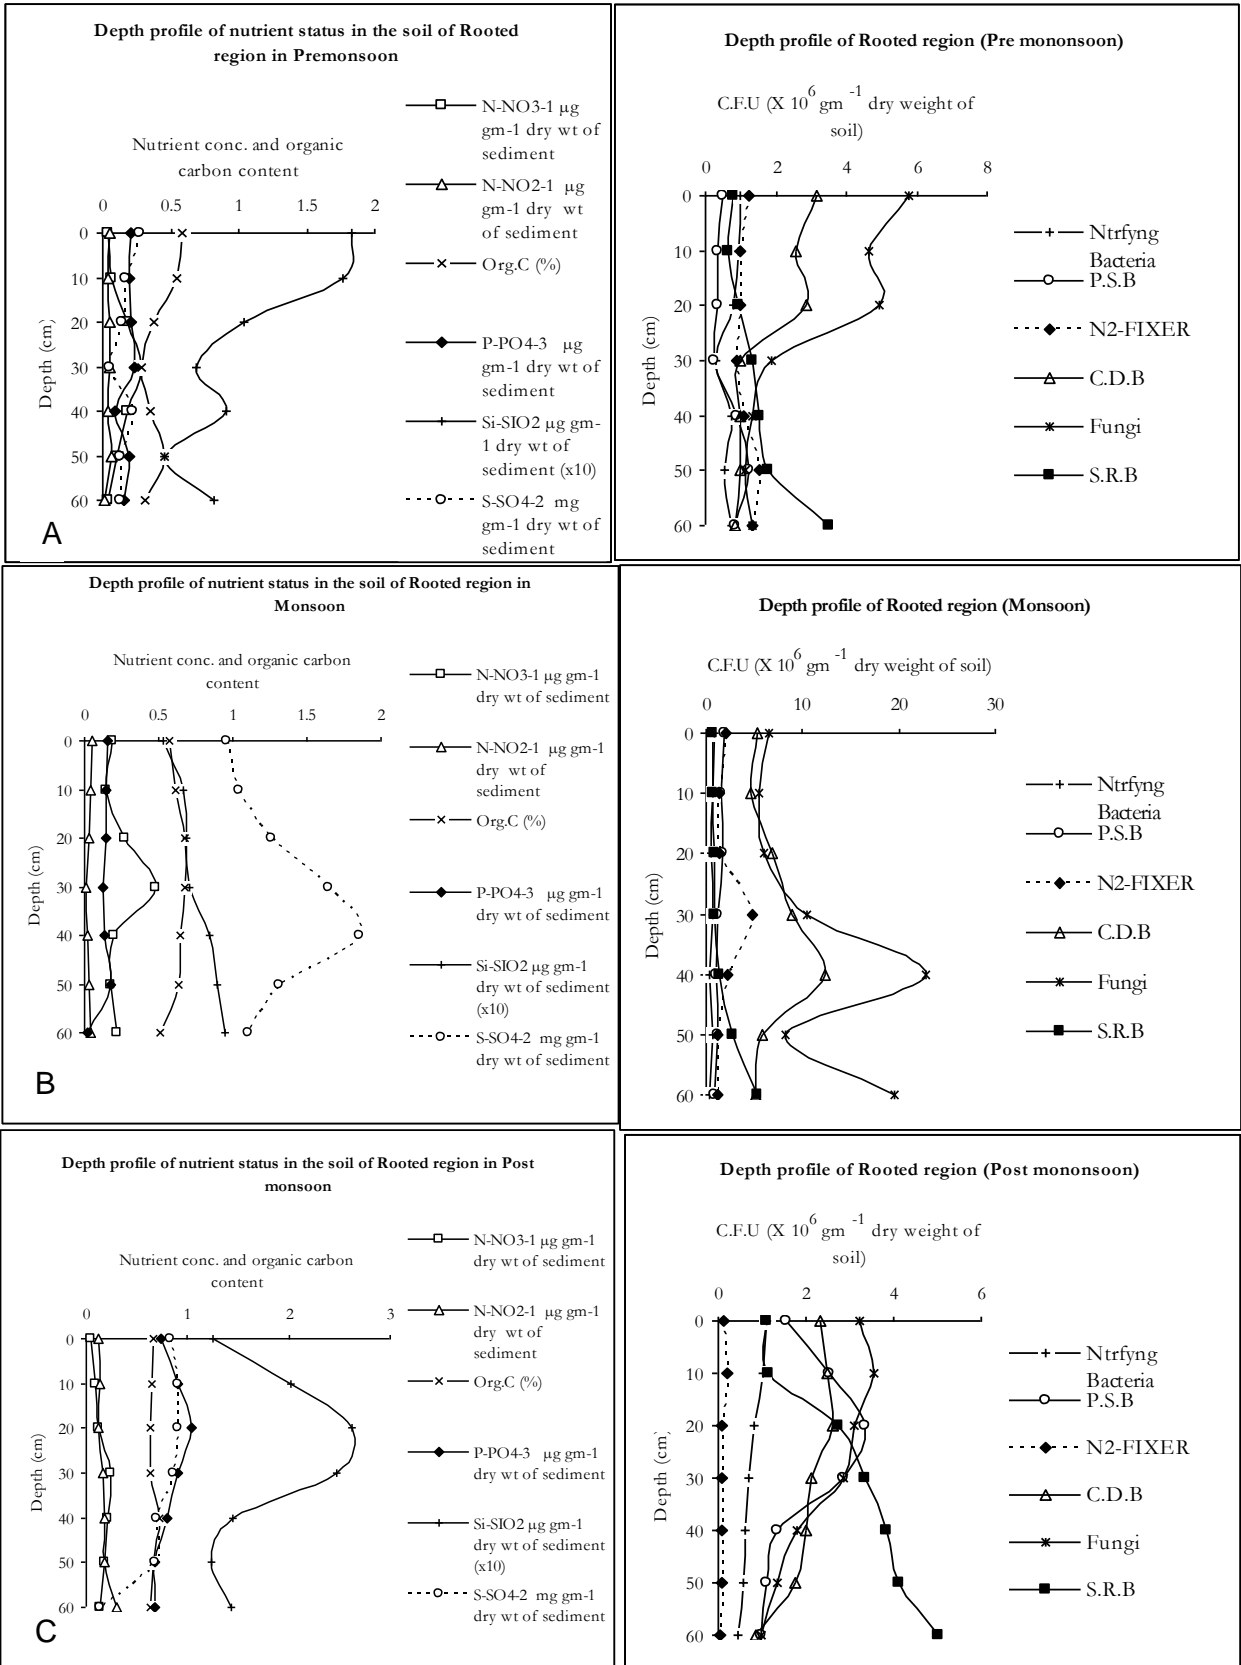 Depth profile of nutrient status in the soil of Rooted
region in Premonsoon
Nutrient conc. and organic
carbon content
0 0.5 1 1.5 2
0
10
20
30
40
50
60
Depth (cm)
N-NO3-1 µg
gm-1 dry wt of
sediment
N-NO2-1 µg
gm-1 dry wt
of sediment
Org.C (%)
P-PO4-3 µg
gm-1 dry wt of
sediment
Si-SIO2 µg gm-
1 dry wt of
sediment (x10)
S-SO4-2 mg
gm-1 dry wt of
sediment
A
Depth profile of Rooted region (Pre mononsoon)
C.F.U (X 10^6 gm^-1 dry weight of
soil)
0 2 4 6 8
0
10
20
30
40
50
60
Depth (cm)
Ntrfyng
Bacteria
P.S.B
N2-FIXER
C.D.B
Fungi
S.R.B
Depth profile of nutrient status in the soil of Rooted region in
Monsoon
Nutrient conc. and organic carbon
content
0 0.5 1 1.5 2
0
10
20
30
40
50
60
Depth (cm)
N-NO3-1 µg gm-1
dry wt of sediment
N-NO2-1 µg gm-1
dry wt of
sediment
Org.C (%)
P-PO4-3 µg gm-1
dry wt of sediment
Si-SIO2 µg gm-1
dry wt of sediment
(x10)
S-SO4-2 mg gm-1
dry wt of sediment
B
Depth profile of Rooted region (Monsoon)
C.F.U (X 10^6 gm^-1 dry weight of soil)
0 10 20 30
0
10
20
30
40
50
60
Depth (cm)
Ntrfyng
Bacteria
P.S.B
N2-FIXER
C.D.B
Fungi
S.R.B
Depth profile of nutrient status in the soil of Rooted region in Post
monsoon
Nutrient conc. and organic carbon
content
0 1 2 3
0
10
20
30
40
50
60
Depth (cm)
N-NO3-1 µg gm-1
dry wt of sediment
N-NO2-1 µg gm-1
dry wt of
sediment
Org.C (%)
P-PO4-3 µg gm-1
dry wt of sediment
Si-SIO2 µg gm-1
dry wt of sediment
(x10)
S-SO4-2 mg gm-1
dry wt of sediment
C
Depth profile of Rooted region (Post mononsoon)
C.F.U (X 10^6 gm^-1 dry weight of
soil)
0 2 4 6
0
10
20
30
40
50
60
Depth (cm)
Ntrfyng
Bacteria
P.S.B
N2-FIXER
C.D.B
Fungi
S.R.B